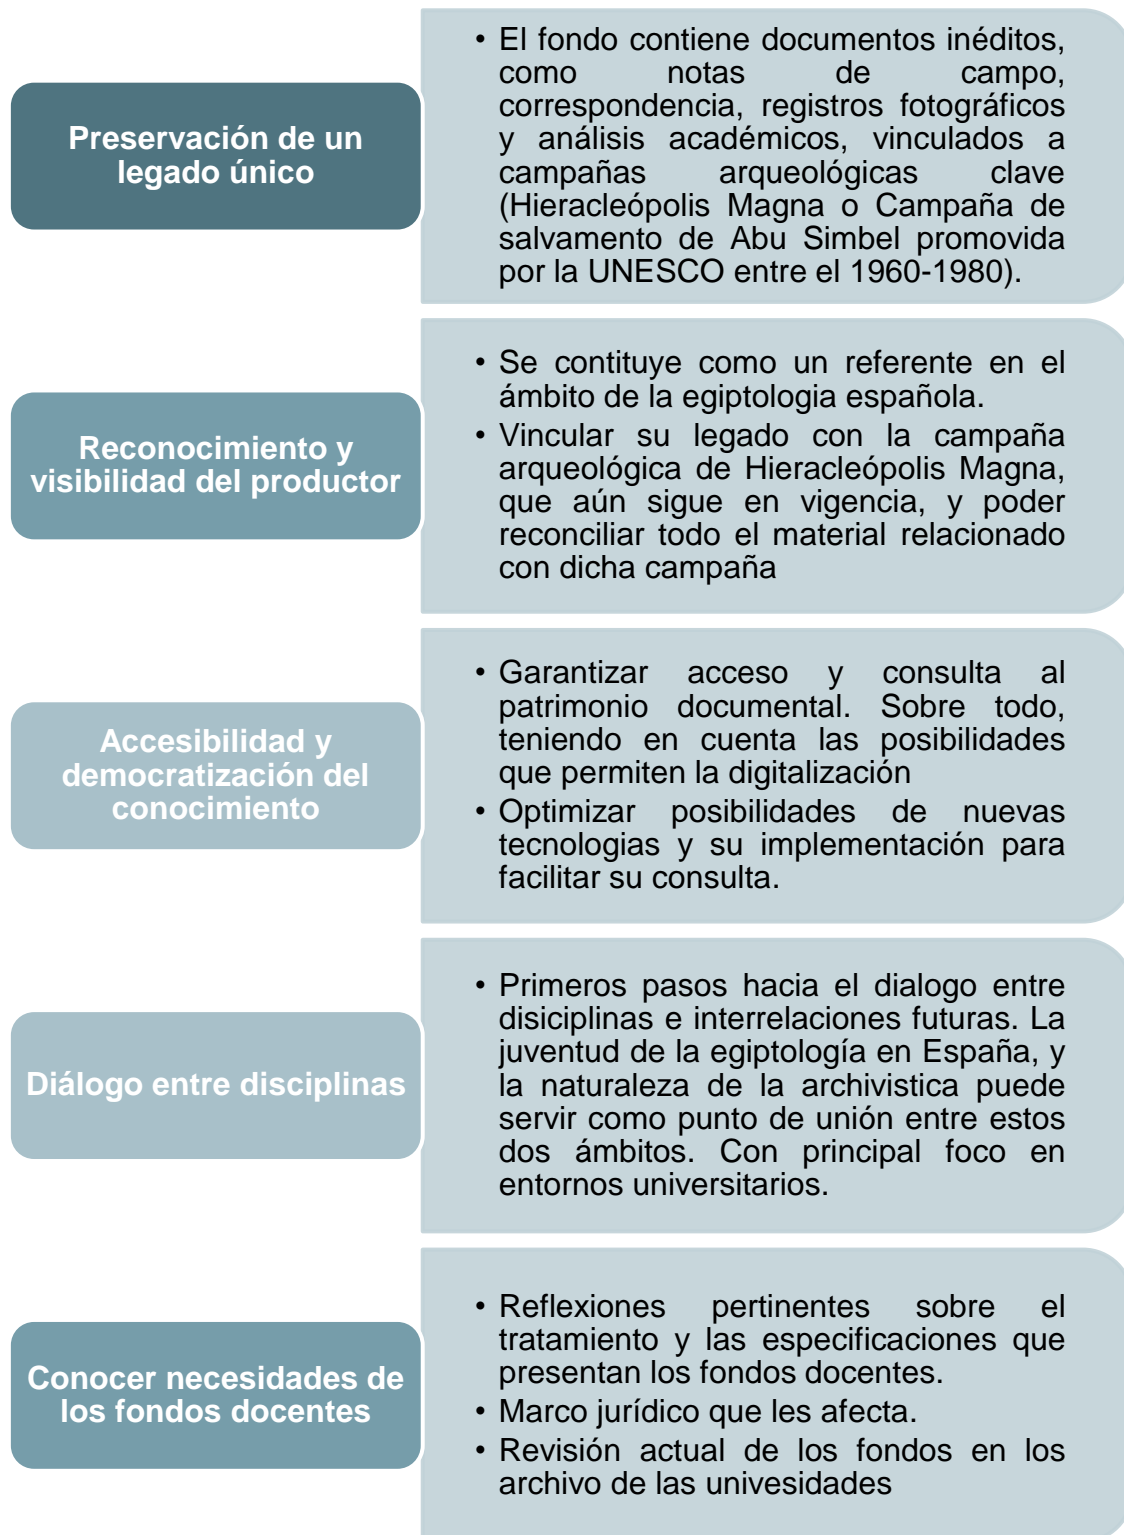 Preservación de un
legado único
• El fondo contiene documentos inéditos,
como notas de campo,
correspondencia, registros fotográficos
y análisis académicos, vinculados a
campañas arqueológicas clave
(Hieracleópolis Magna o Campaña de
salvamento de Abu Simbel promovida
por la UNESCO entre el 1960-1980).
Reconocimiento y
visibilidad del productor
• Se contituye como un referente en el
ámbito de la egiptologia española.
• Vincular su legado con la campaña
arqueológica de Hieracleópolis Magna,
que aún sigue en vigencia, y poder
reconciliar todo el material relacionado
con dicha campaña
Accesibilidad y
democratización del
conocimiento
• Garantizar acceso y consulta al
patrimonio documental. Sobre todo,
teniendo en cuenta las posibilidades
que permiten la digitalización
• Optimizar posibilidades de nuevas
tecnologias y su implementación para
facilitar su consulta.
Diálogo entre disciplinas
• Primeros pasos hacia el dialogo entre
disiciplinas e interrelaciones futuras. La
juventud de la egiptología en España, y
la naturaleza de la archivistica puede
servir como punto de unión entre estos
dos ámbitos. Con principal foco en
entornos universitarios.
Conocer necesidades de
los fondos docentes
• Reflexiones pertinentes sobre el
tratamiento y las especificaciones que
presentan los fondos docentes.
• Marco jurídico que les afecta.
• Revisión actual de los fondos en los
archivo de las univesidades